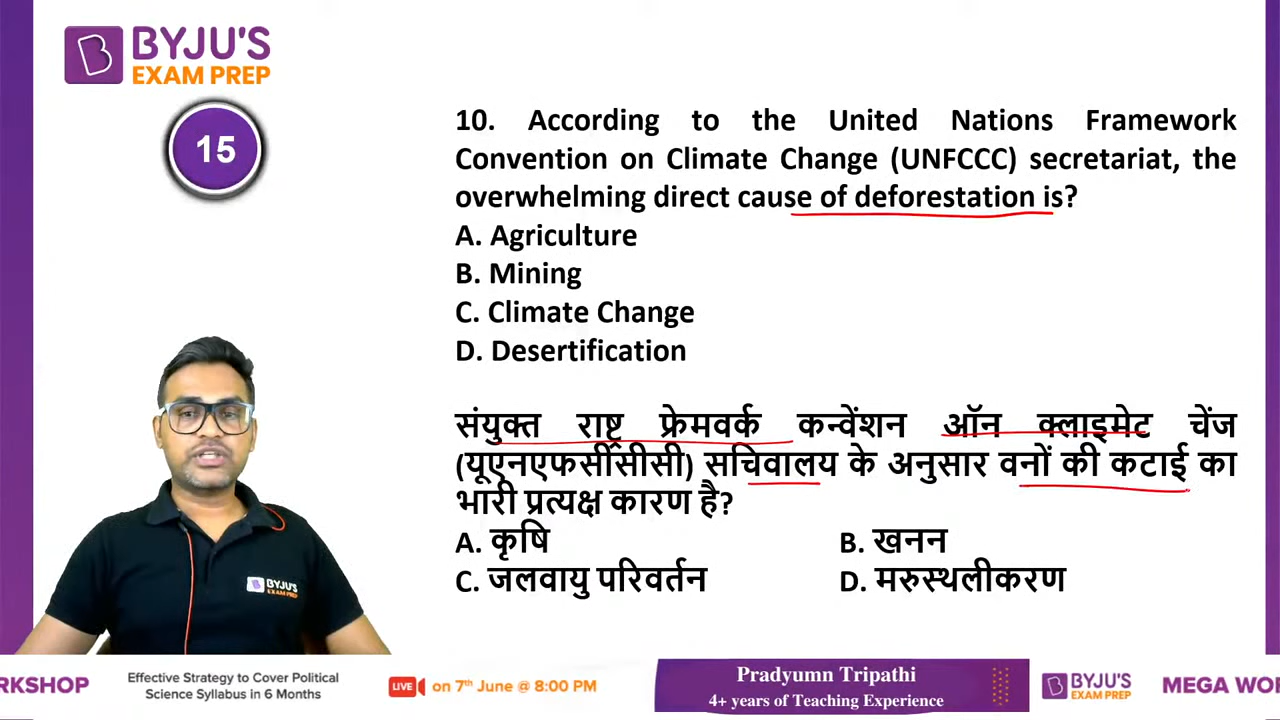 BYJU'S
EXAM PREP
15
10. According to the United Nations Framework
Convention on Climate Change (UNFCCC) secretariat, the
overwhelming direct cause of deforestation is?
A. Agriculture
B. Mining
C. Climate Change
D. Desertification
संयुक्त राष्ट्र फ्रेमवर्क कन्वेंशन ऑन क्लाइमेट चेंज
(यूएनएफसीसीसी) सचिवालय के अनुसार वनों की कटाई का
भारी प्रत्यक्ष कारण है?
A. कृषि B. खनन
C. जलवायु परिवर्तन D. मरुस्थलीकरण
BYJU'S
EXAM PREP
RKSHOP
Effective Strategy to Cover Political
Science Syllabus in 6 Months
LIVE on 7th June @ 8:00 PM
Pradyumn Tripathi
4+ years of Teaching Experience
BYJU'S
EXAM PREP
MEGA WO